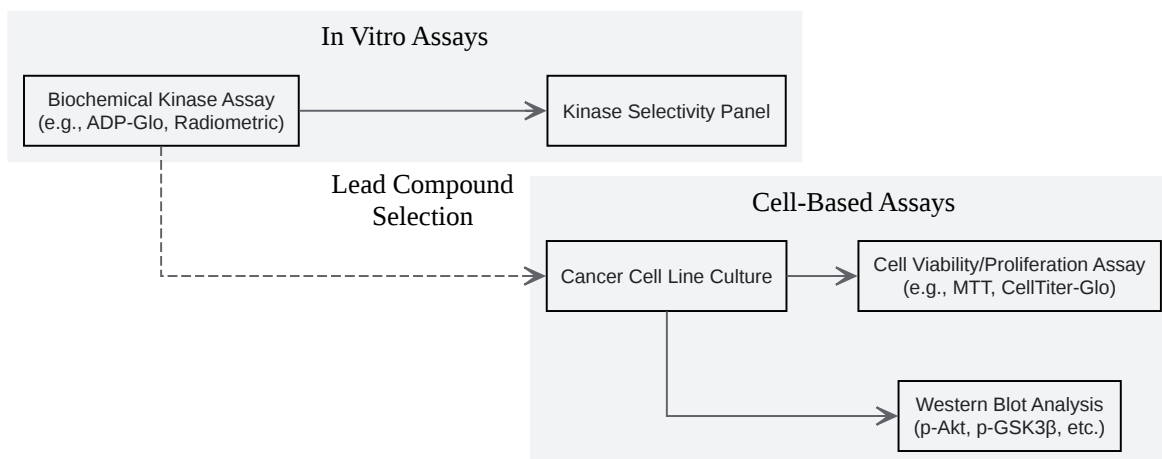 In Vitro Assays
Biochemical Kinase Assay
(e.g., ADP-Glo, Radiometric)
Kinase Selectivity Panel
Lead Compound
Selection
Cell-Based Assays
Cancer Cell Line Culture
Cell Viability/Proliferation Assay
(e.g., MTT, CellTiter-Glo)
Western Blot Analysis
(p-Akt, p-GSK3β, etc.)